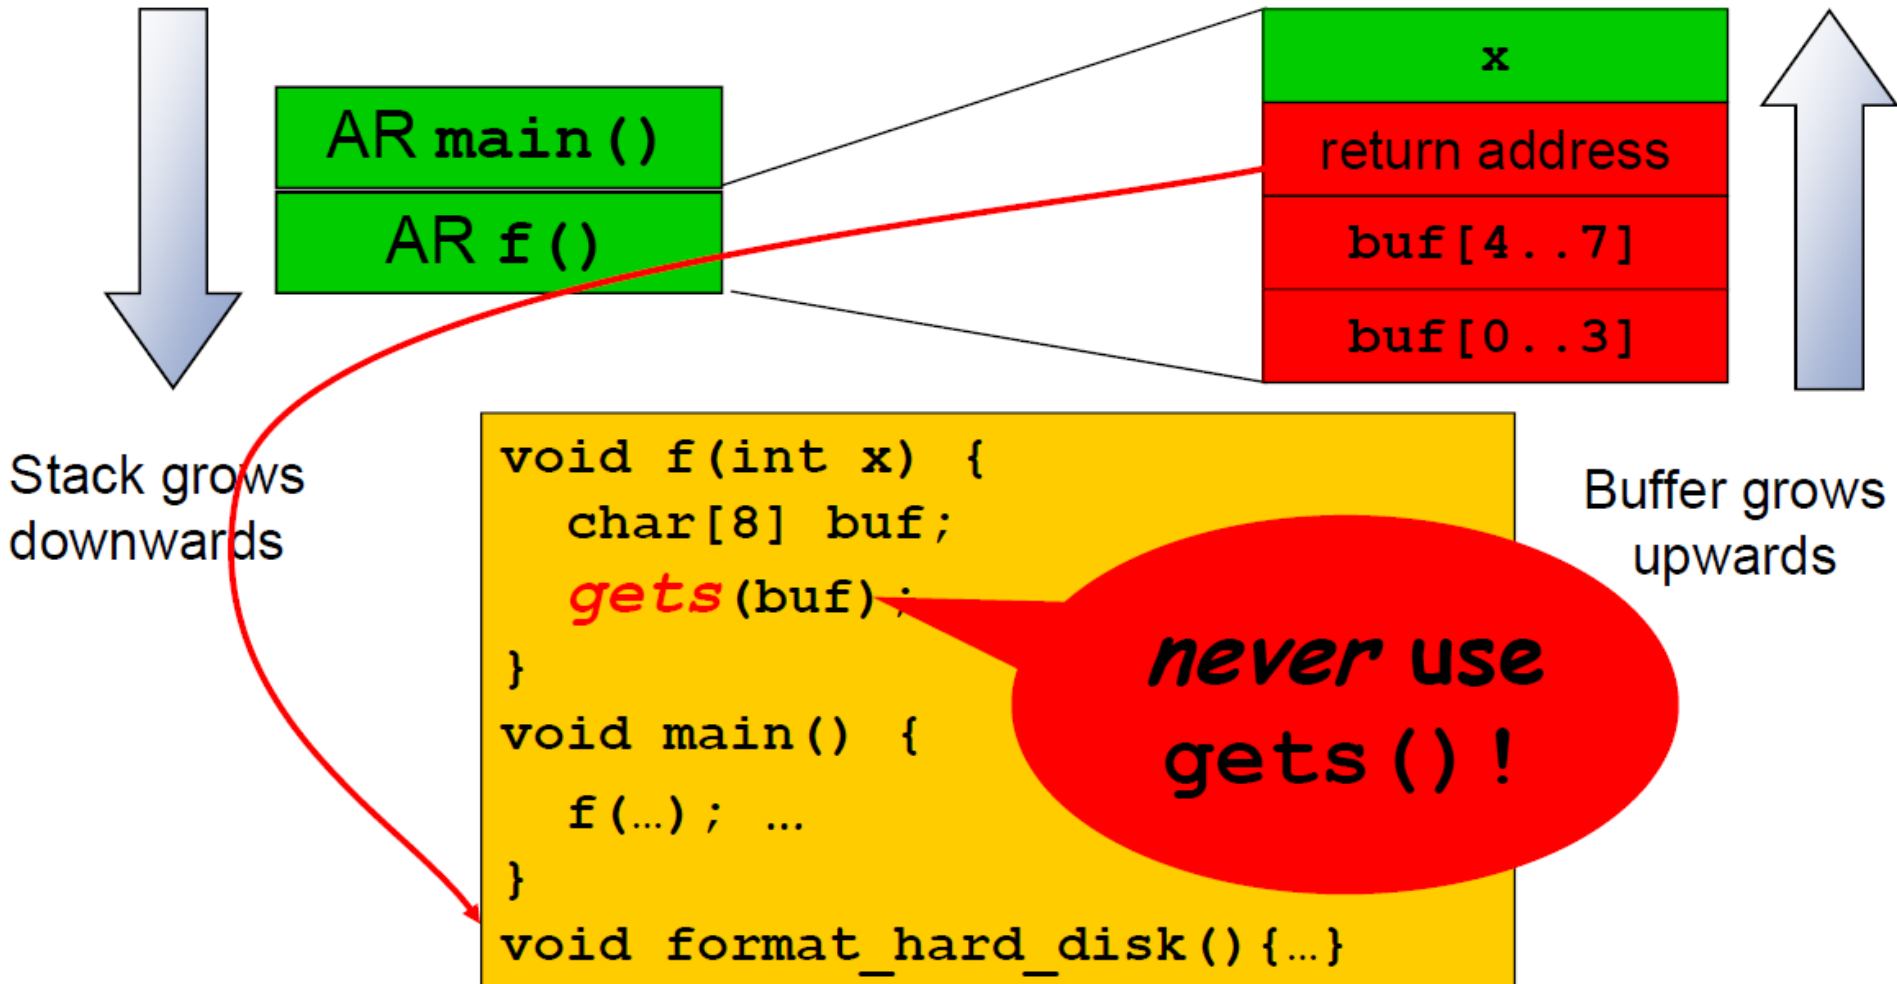 AR main()
AR f()
x
return address
buf[4..7]
buf[0..3]
Stack grows
downwards
Buffer grows
upwards
void f(int x) {
char[8] buf;
gets(buf);
}
void main() {
f(…); …
}
void format_hard_disk(){…}
never use
gets()!